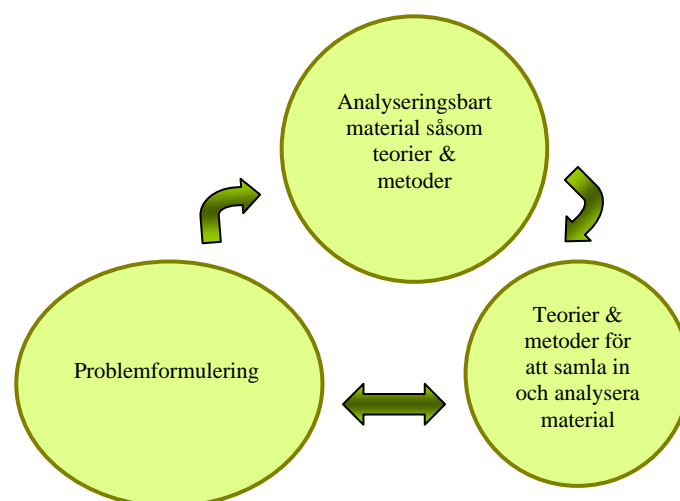 Analyseringsbart
material såsom
teorier &
metoder
Problemformulering
Teorier &
metoder för
att samla in
och analysera
material